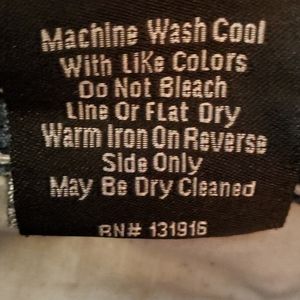 Machine Wash Cool
With Like Colors
Do Not Bleach
Line Or Flat Dry
Warm Iron On Reverse
Side Only
May Be Dry Cleaned
RN# 131916